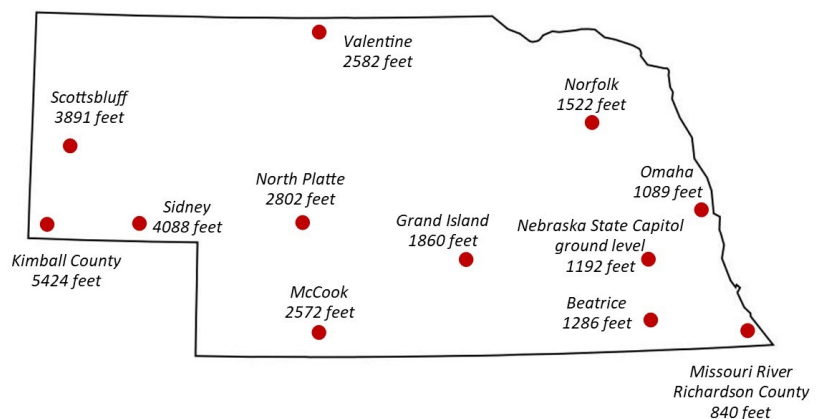 Valentine
2582 feet
Scottsbluff
3891 feet
Norfolk
1522 feet
Omaha
1089 feet
North Platte
2802 feet
Sidney
4088 feet
Grand Island
1860 feet
Nebraska State Capitol
ground level
1192 feet
Kimball County
5424 feet
McCook
2572 feet
Beatrice
1286 feet
Missouri River
Richardson County
840 feet